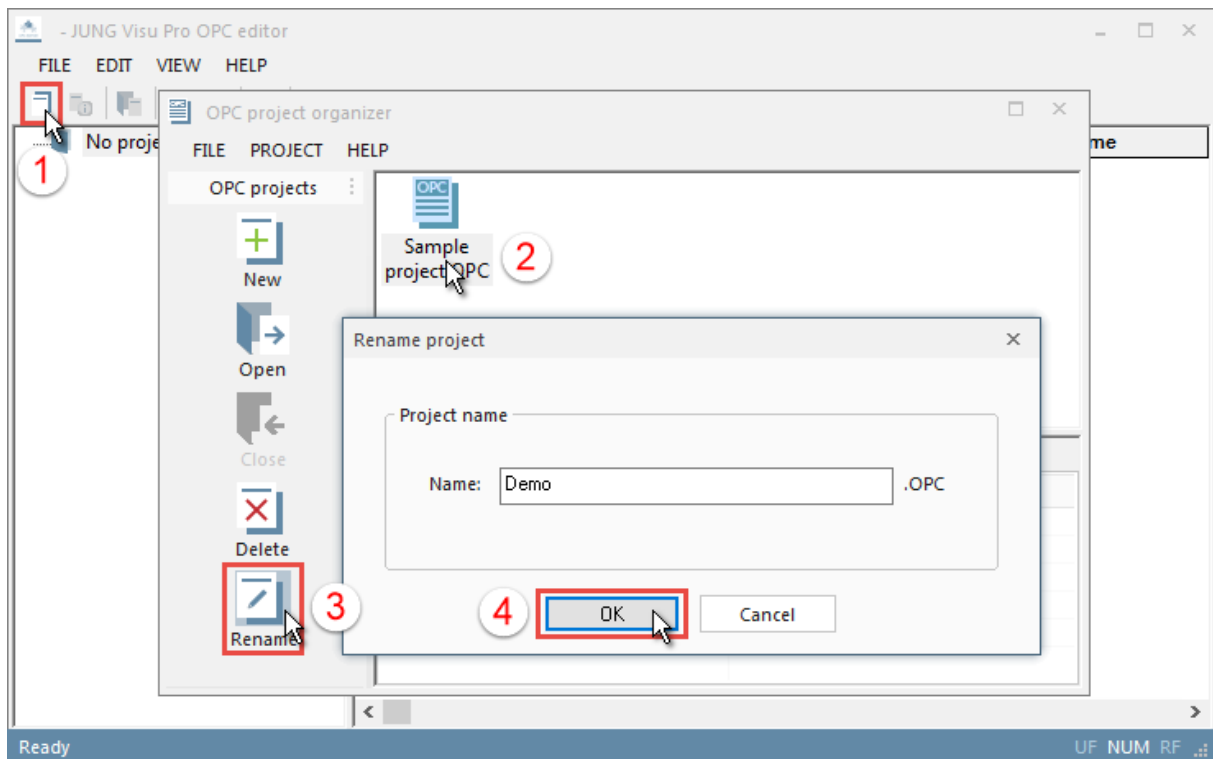 - JUNG Visu Pro OPC editor
FILE EDIT VIEW HELP
1
No proje
me
OPC project organizer
FILE PROJECT HELP
OPC projects
New
Open
Close
Delete
Rename
3
OPC
Sample
project.OPC
2
Rename project
Project name
Name: Demo .OPC
4
OK Cancel
Ready UF NUM RF